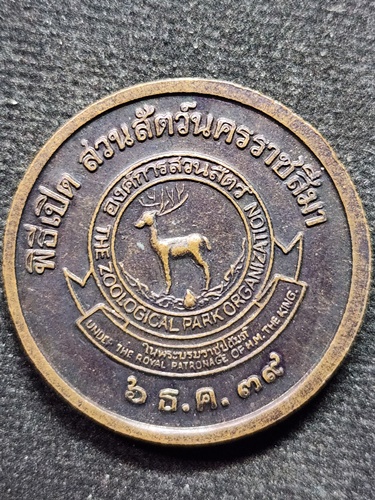 พิธีเปิด สวนสัตว์นครราชสีมา
องค์การสวนสัตว์
THE ZOOLOGICAL PARK ORGANIZATION
ในพระบรมราชูปถัมภ์
UNDER THE ROYAL PATRONAGE OF H.M. THE KING.
๖ ธ.ค. ๓๙